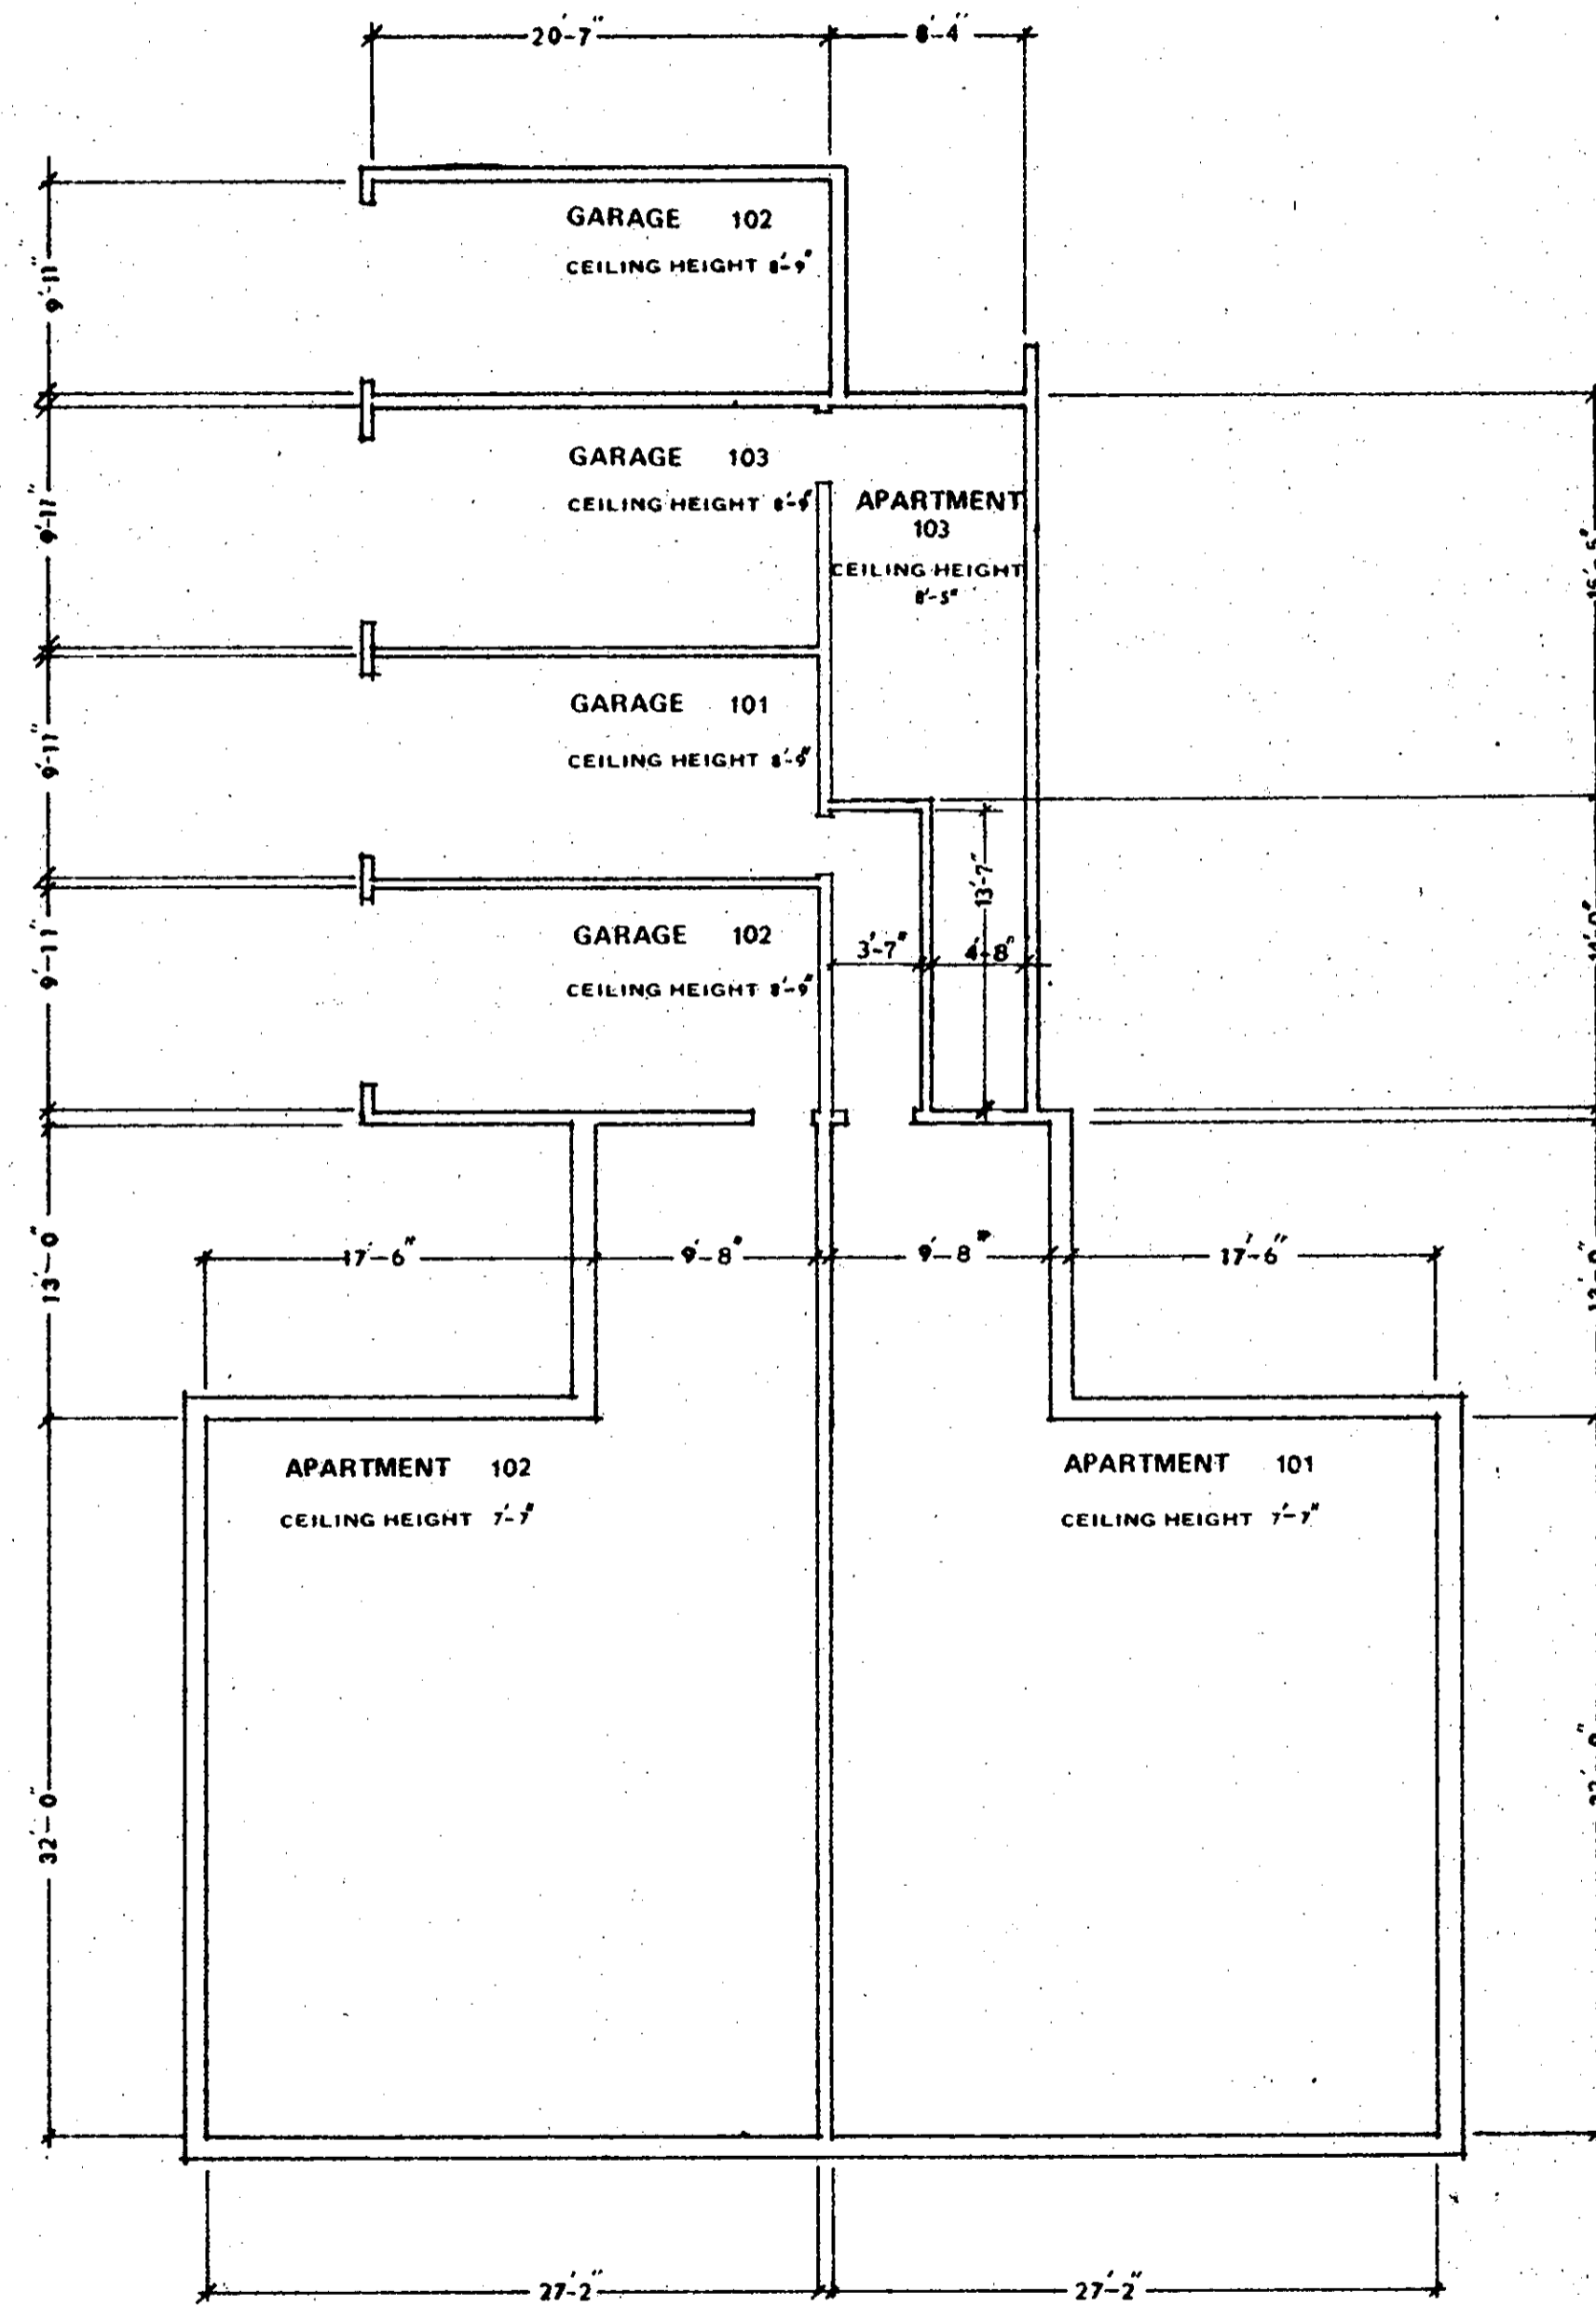 20'-7" 8'-4"
9'-11"
GARAGE 102
CEILING HEIGHT 8'-9"
9'-11"
GARAGE 103
CEILING HEIGHT 8'-9"
APARTMENT
103
CEILING HEIGHT
8'-5"
9'-11"
GARAGE 101
CEILING HEIGHT 8'-9"
13'-7"
9'-11"
GARAGE 102
CEILING HEIGHT 8'-9"
3'-7" 4'-8"
13'-0"
17'-6" 9'-8" 9'-8" 17'-6"
APARTMENT 102
CEILING HEIGHT 7'-7"
APARTMENT 101
CEILING HEIGHT 7'-7"
32'-0"
27'-2" 27'-2"